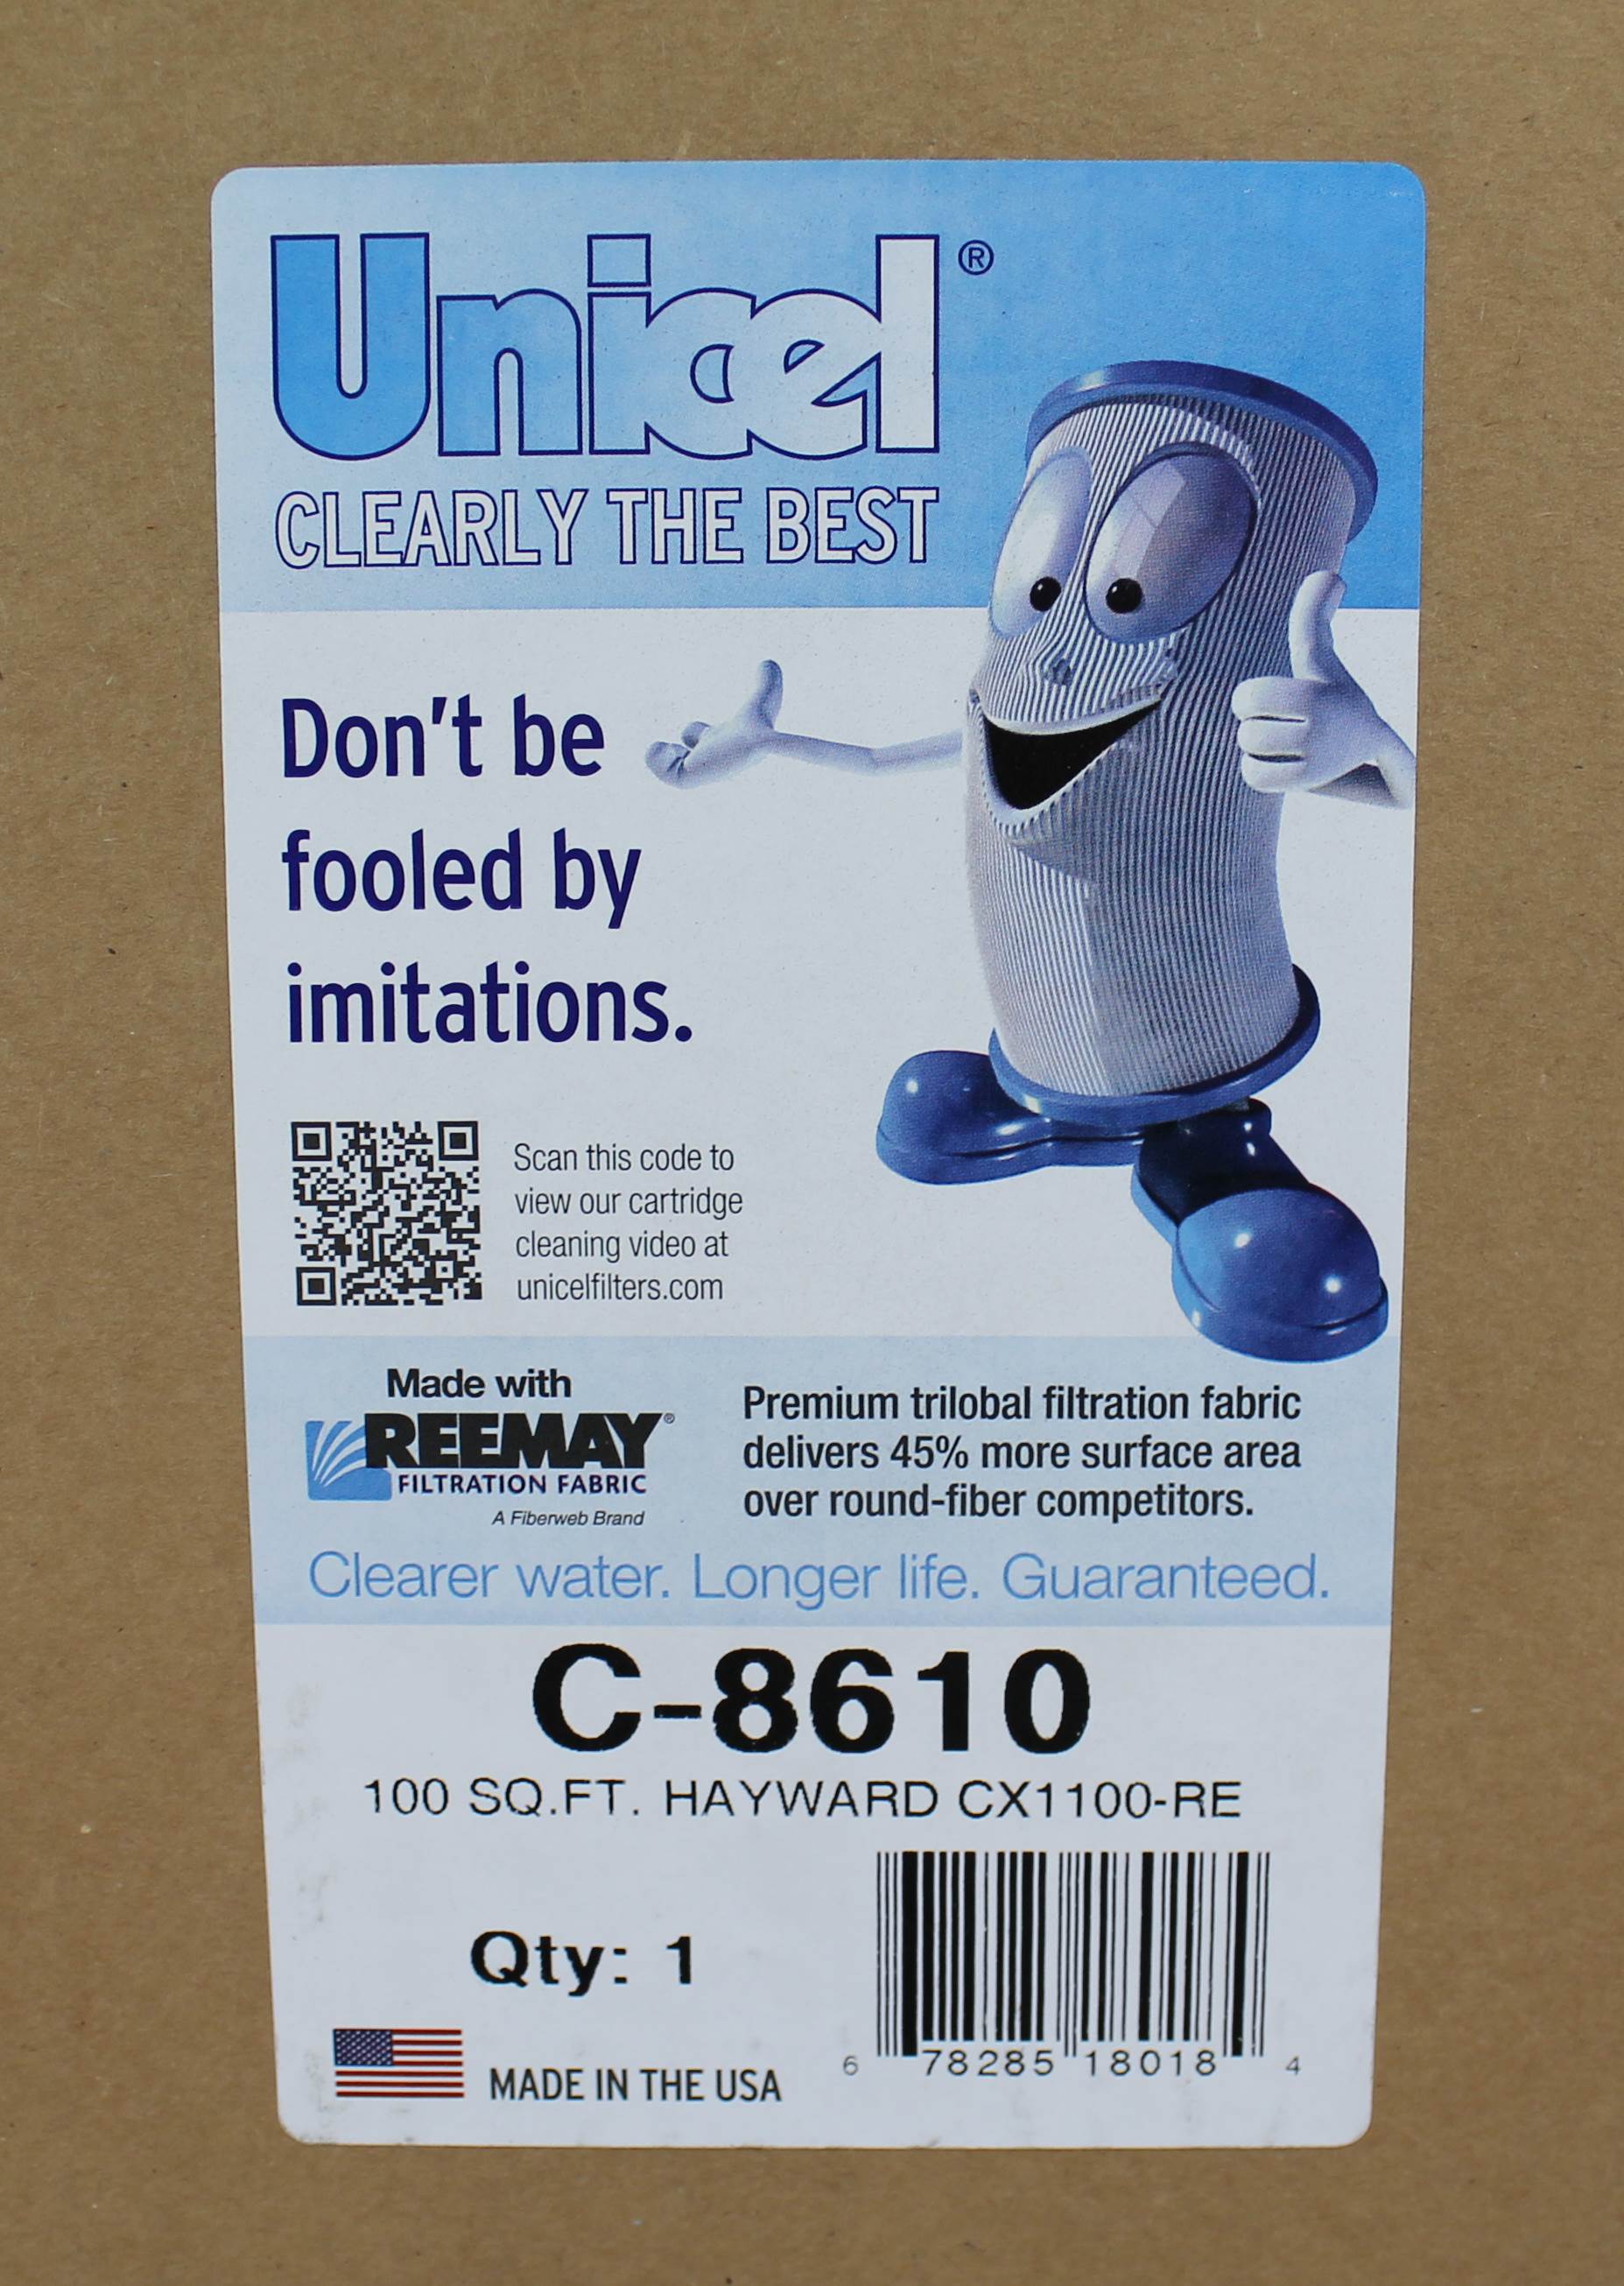 Unicel®
CLEARLY THE BEST
Don't be
fooled by
imitations.
Scan this code to
view our cartridge
cleaning video at
unicelfilters.com
Made with
REEMAY®
FILTRATION FABRIC
A Fiberweb Brand
Premium trilobal filtration fabric
delivers 45% more surface area
over round-fiber competitors.
Clearer water. Longer life. Guaranteed.
C-8610
100 SQ.FT. HAYWARD CX1100-RE
Qty: 1
MADE IN THE USA
6 78285 18018 4